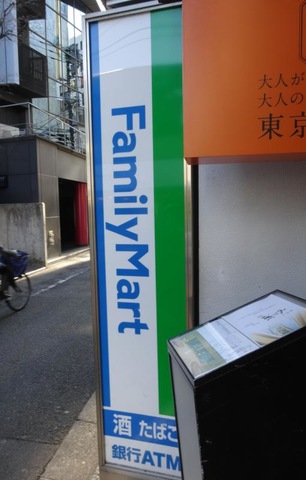 FamilyMart
酒 たばこ
銀行ATM
大人が
大人の
東京